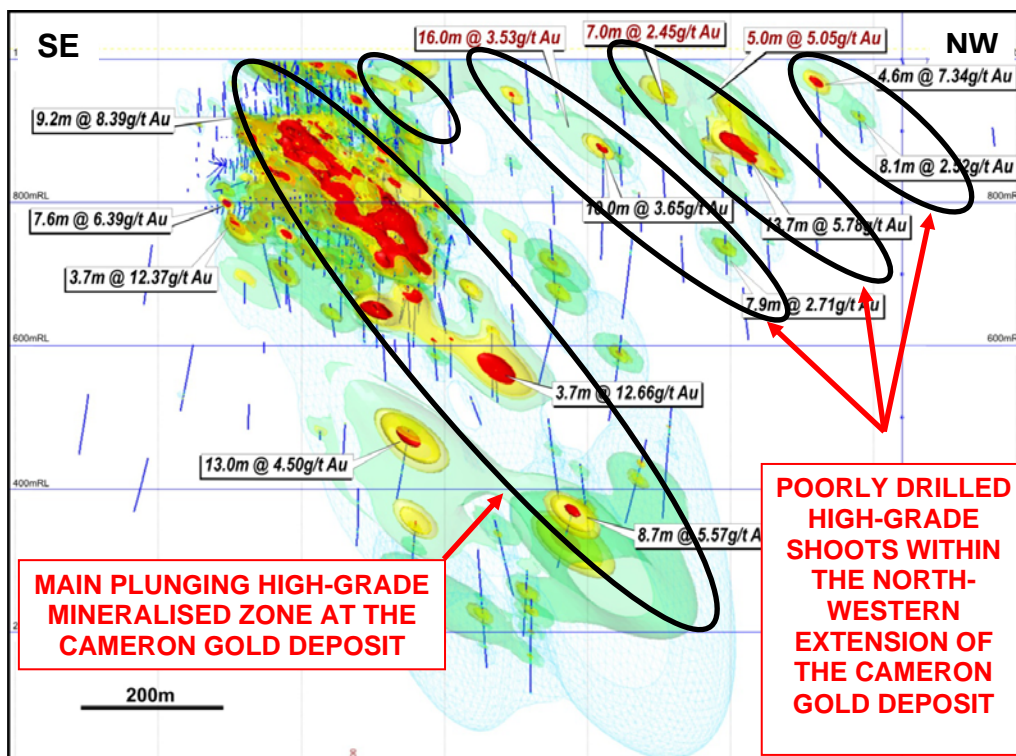 SE
NW
16.0m @ 3.53g/t Au
7.0m @ 2.45g/t Au
5.0m @ 5.05g/t Au
4.6m @ 7.34g/t Au
9.2m @ 8.39g/t Au
8.1m @ 2.52g/t Au
800mRL
800mRL
7.6m @ 6.39g/t Au
10.0m @ 3.65g/t Au
13.7m @ 5.78g/t Au
3.7m @ 12.37g/t Au
7.9m @ 2.71g/t Au
600mRL
600mRL
3.7m @ 12.66g/t Au
13.0m @ 4.50g/t Au
400mRL
8.7m @ 5.57g/t A
POORLY DRILLED
HIGH-GRADE
SHOOTS WITHIN
THE NORTH-
WESTERN
EXTENSION OF
THE CAMERON
GOLD DEPOSIT
MAIN PLUNGING HIGH-GRADE
MINERALISED ZONE AT THE
CAMERON GOLD DEPOSIT
200m